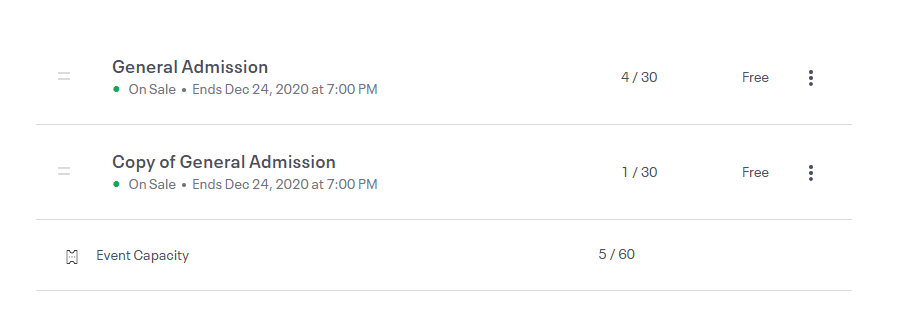 General Admission
4 / 30
Free
On Sale • Ends Dec 24, 2020 at 7:00 PM
Copy of General Admission
1 / 30
Free
On Sale • Ends Dec 24, 2020 at 7:00 PM
Event Capacity
5 / 60